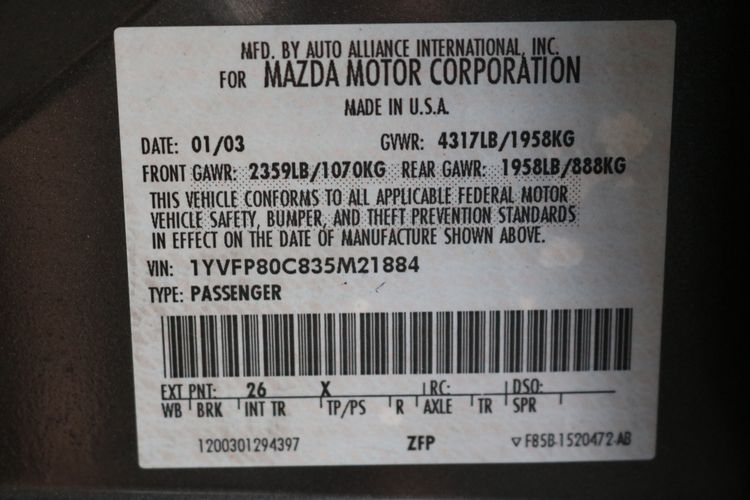 MFD. BY AUTO ALLIANCE INTERNATIONAL, INC.
FOR MAZDA MOTOR CORPORATION
MADE IN U.S.A.
DATE: 01/03 GVWR: 4317LB/1958KG
FRONT GAWR: 2359LB/1070KG REAR GAWR: 1958LB/888KG
THIS VEHICLE CONFORMS TO ALL APPLICABLE FEDERAL MOTOR
VEHICLE SAFETY, BUMPER, AND THEFT PREVENTION STANDARDS
IN EFFECT ON THE DATE OF MANUFACTURE SHOWN ABOVE.
VIN: 1YVFP80C835M21884
TYPE: PASSENGER
EXT PNT: 26 X RC: DSO:
WB BRK INT TR TP/PS R AXLE TR SPR
1200301294397 ZFP ▽ F85B-1520472-AB